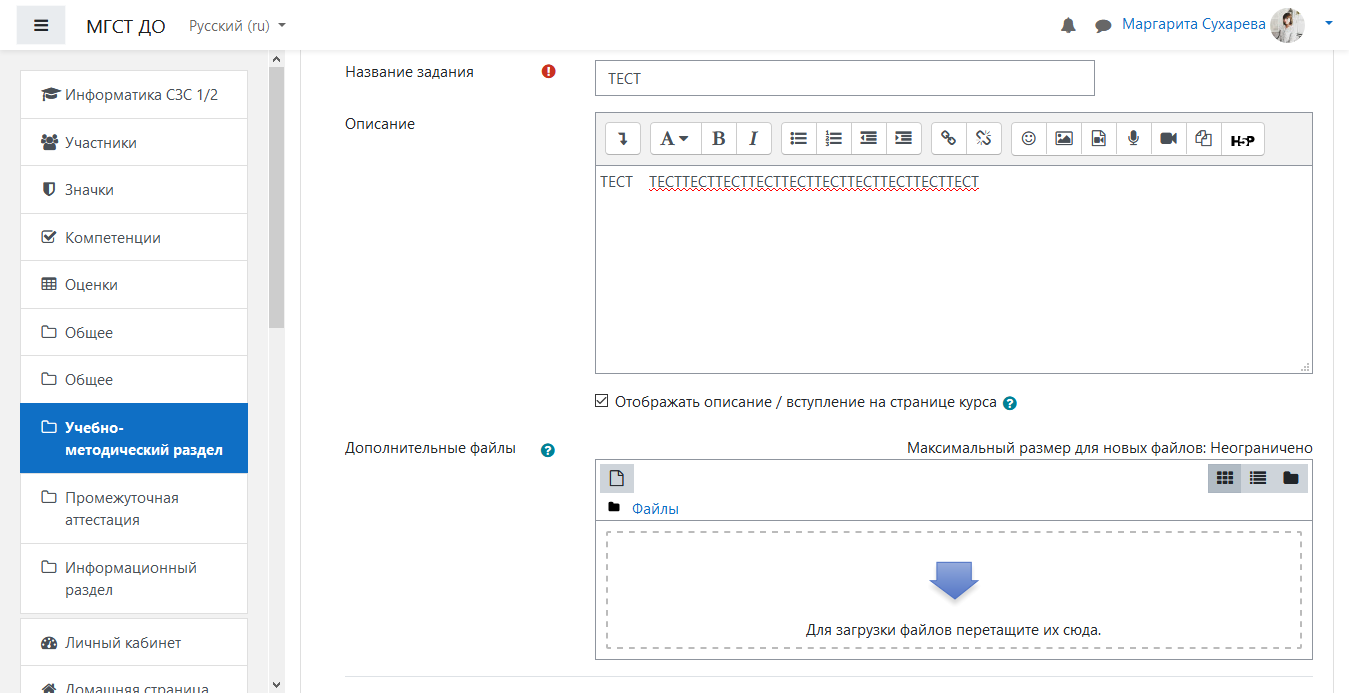 МГСТ ДО Русский (ru) Маргарита Сухарева
Информатика СЗС 1/2
Участники
Значки
Компетенции
Оценки
Общее
Общее
Учебно-
методический раздел
Промежуточная
аттестация
Информационный
раздел
Личный кабинет
Домашняя страница
Название задания
ТЕСТ
Описание
A B I H-P
ТЕСТ ТЕСТТЕСТТЕСТТЕСТТЕСТТЕСТТЕСТТЕСТТЕСТТЕСТ
Отображать описание / вступление на странице курса
Дополнительные файлы
Максимальный размер для новых файлов: Неограничено
Файлы
Для загрузки файлов перетащите их сюда.